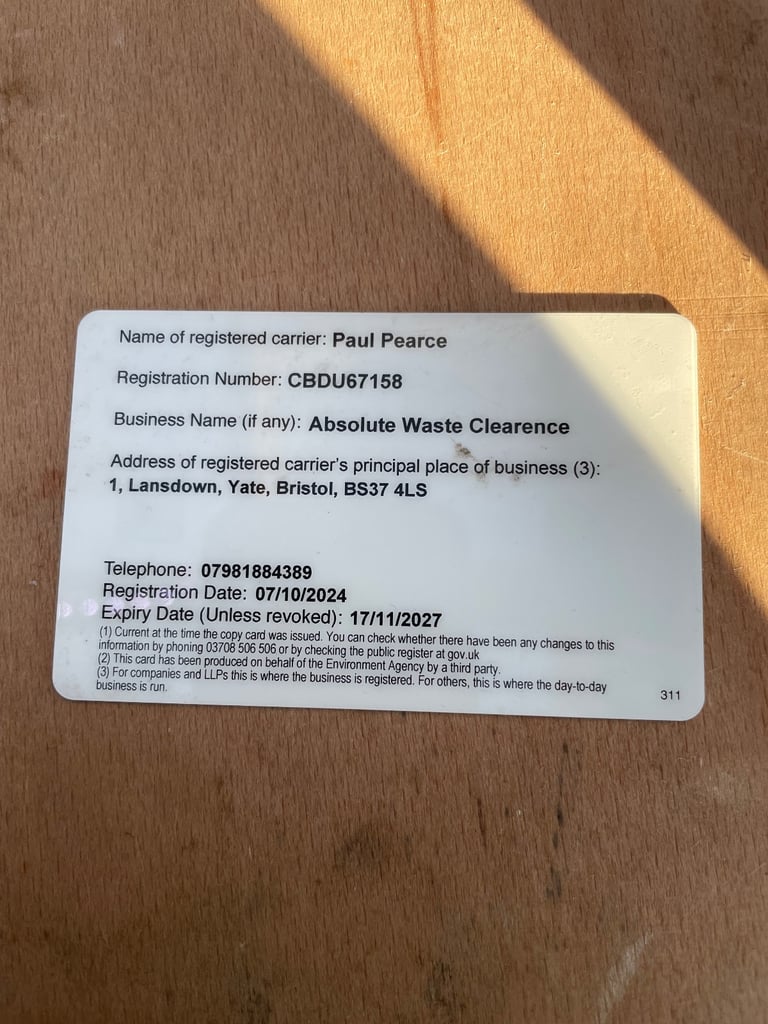 Name of registered carrier: Paul Pearce
Registration Number: CBDU67158
Business Name (if any): Absolute Waste Clearence
Address of registered carrier's principal place of business (3):
1, Lansdown, Yate, Bristol, BS37 4LS
Telephone: 07981884389
Registration Date: 07/10/2024
Expiry Date (Unless revoked): 17/11/2027
(1) Current at the time the copy card was issued. You can check whether there have been any changes to this
information by phoning 03708 506 506 or by checking the public register at gov.uk
(2) This card has been produced on behalf of the Environment Agency by a third party.
(3) For companies and LLPs this is where the business is registered. For others, this is where the day-to-day
business is run.
311